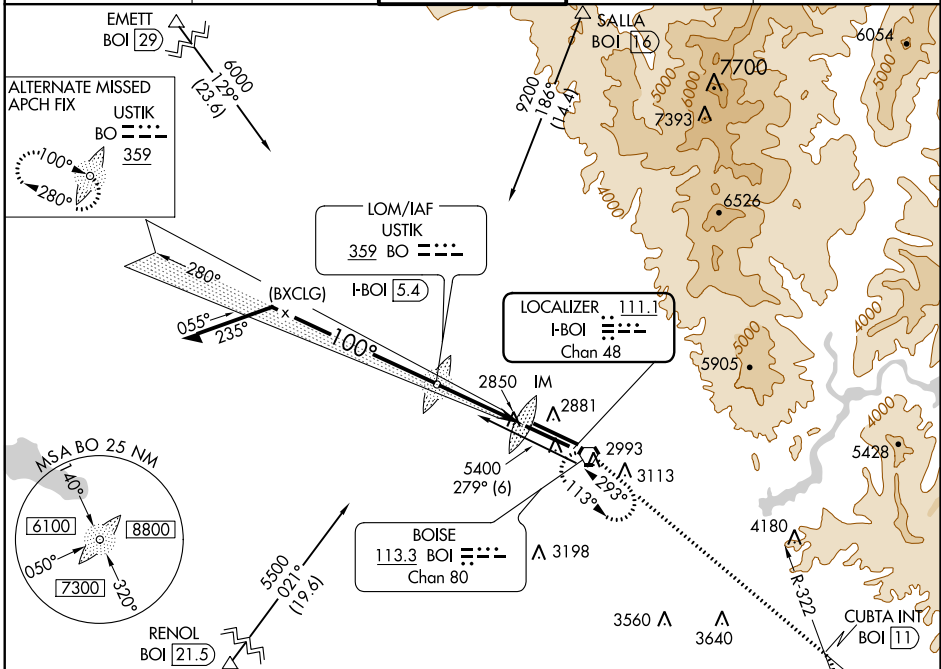 EMETT
BOI 29
6000
129°
(23.6)
SALLA
BOI 16
9200
186°
(14.4)
6054
5000
7700
5000
6000
7393
4000
6526
ALTERNATE MISSED
APCH FIX
USTIK
BO
359
100°
280°
LOM/IAF
USTIK
359 BO
I-BOI 5.4
280°
(BXCLG)
055°
235°
100°
LOCALIZER 111.1
I-BOI
Chan 48
5000
4000
5905
2850
IM
2881
4000
5428
2993
3113
5400
279° (6)
113°
293°
MSA BO 25 NM
140°
6100
8800
050°
7300
320°
BOISE
113.3 BOI
Chan 80
3198
4180
R-322
5500
021°
(19.6)
RENOL
BOI 21.5
3560
3640
CUBTA INT
BOI 11